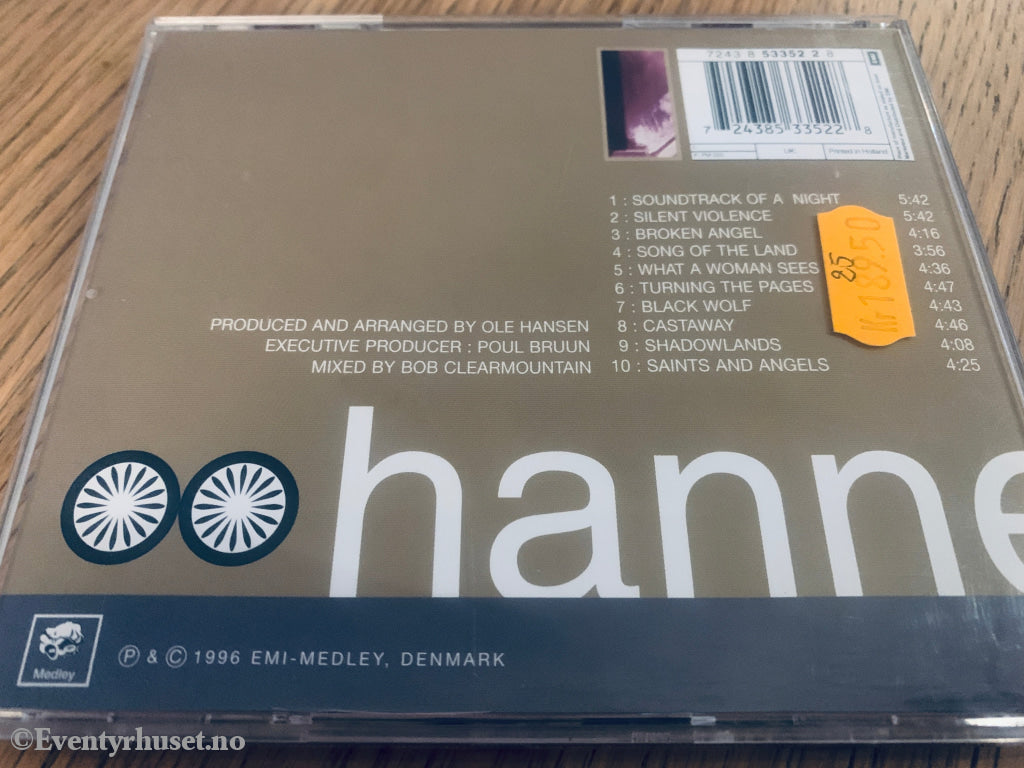 7243 8 53352 2 8
7 24385 33522 8
UK:
Printed in Holland
1 : SOUNDTRACK OF A NIGHT 5:42
2 : SILENT VIOLENCE 5:42
3 : BROKEN ANGEL 4:16
4 : SONG OF THE LAND 3:56
5 : WHAT A WOMAN SEES 4:36
6 : TURNING THE PAGES 4:47
7 : BLACK WOLF 4:43
8 : CASTAWAY 4:46
9 : SHADOWLANDS 4:08
10 : SAINTS AND ANGELS 4:25
85
Kr 189.50
PRODUCED AND ARRANGED BY OLE HANSEN
EXECUTIVE PRODUCER : POUL BRUUN
MIXED BY BOB CLEARMOUNTAIN
hanne
Medley
Ⓟ & © 1996 EMI-MEDLEY, DENMARK
©Eventyrhuset.no